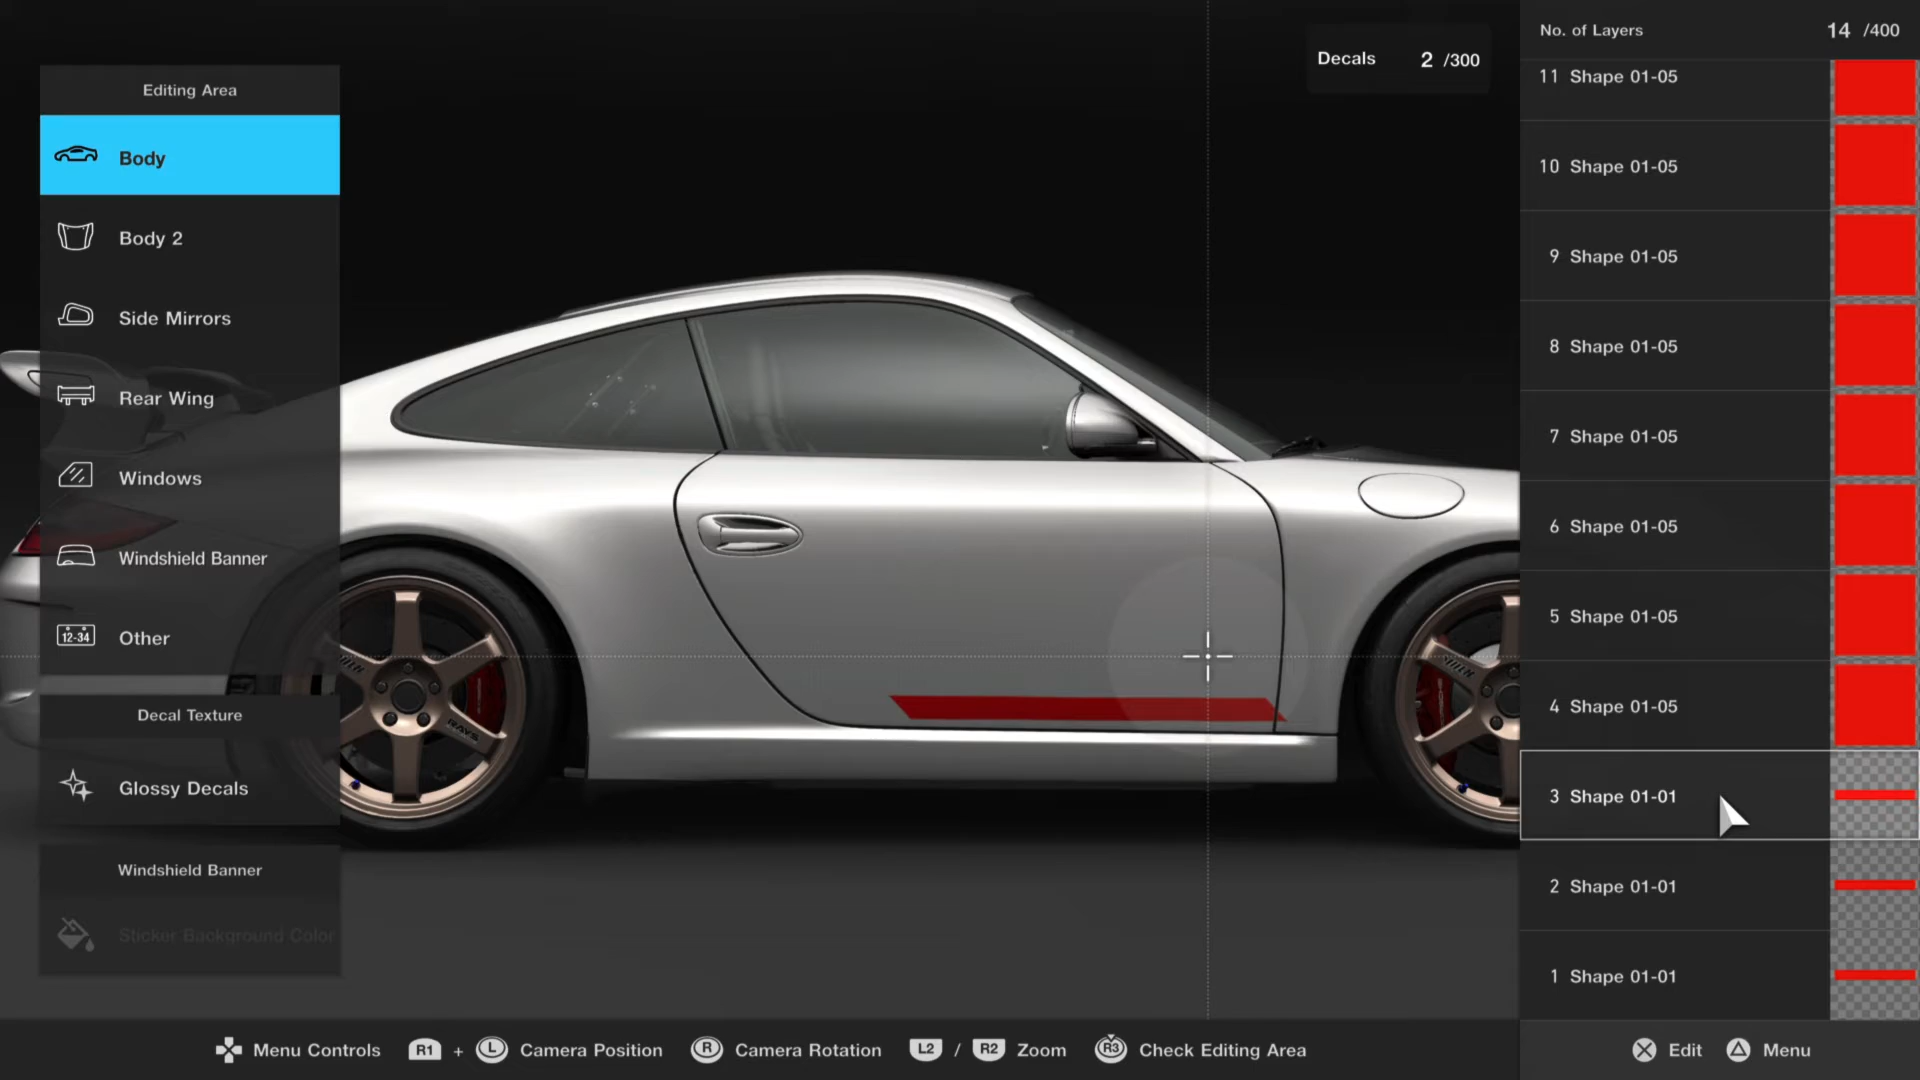 No. of Layers 14 /400
Decals 2 /300
Editing Area
Body
Body 2
Side Mirrors
Rear Wing
Windows
Windshield Banner
12-34 Other
Decal Texture
Glossy Decals
Windshield Banner
Sticker Background Color
11 Shape 01-05
10 Shape 01-05
9 Shape 01-05
8 Shape 01-05
7 Shape 01-05
6 Shape 01-05
5 Shape 01-05
4 Shape 01-05
3 Shape 01-01
2 Shape 01-01
1 Shape 01-01
RAYS
Menu Controls R1 + L Camera Position R Camera Rotation L2 / R2 Zoom R3 Check Editing Area
Edit Menu